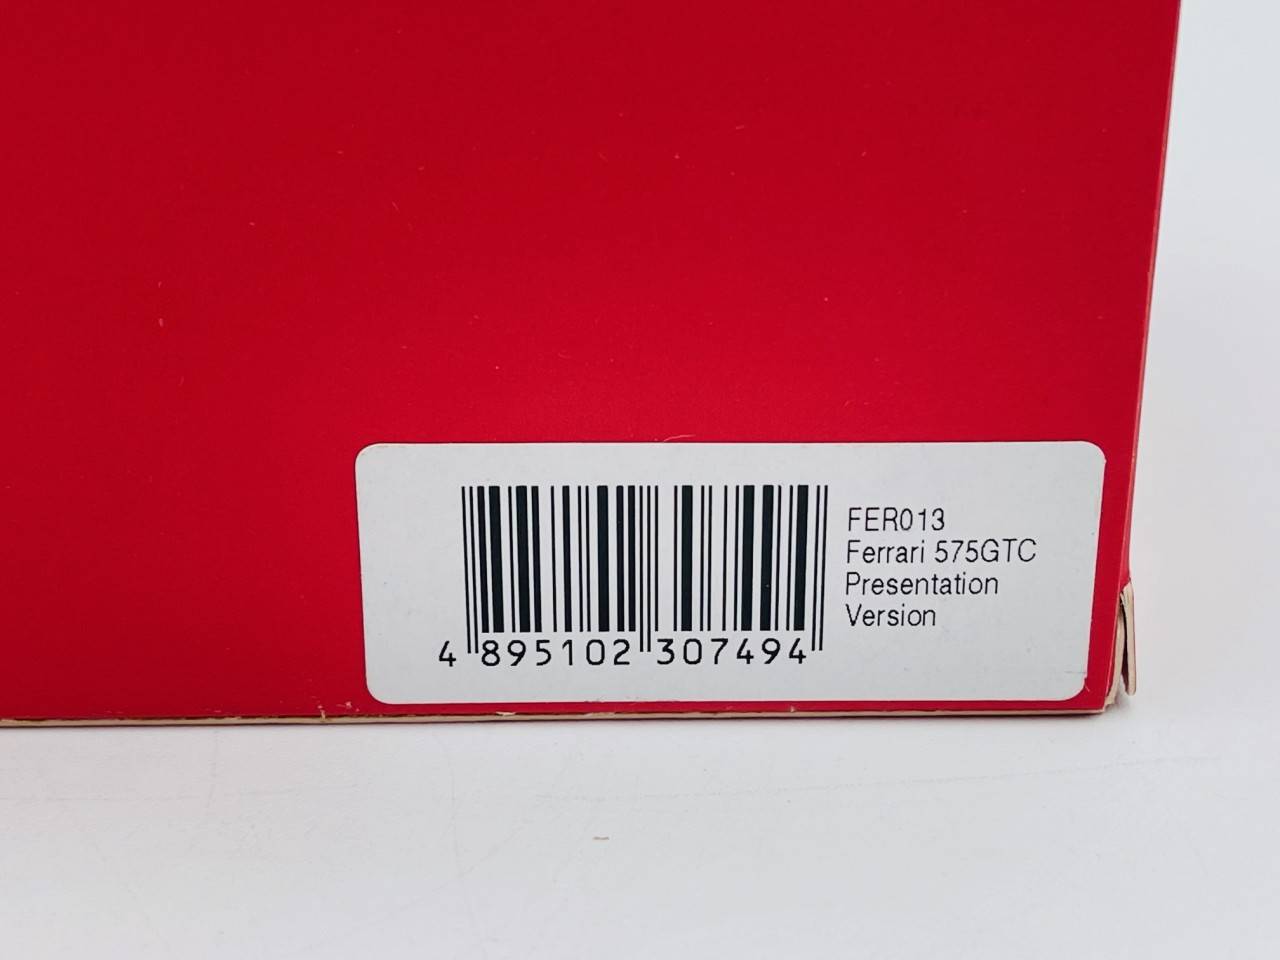 FER013
Ferrari 575GTC
Presentation
Version
4 895102 307494